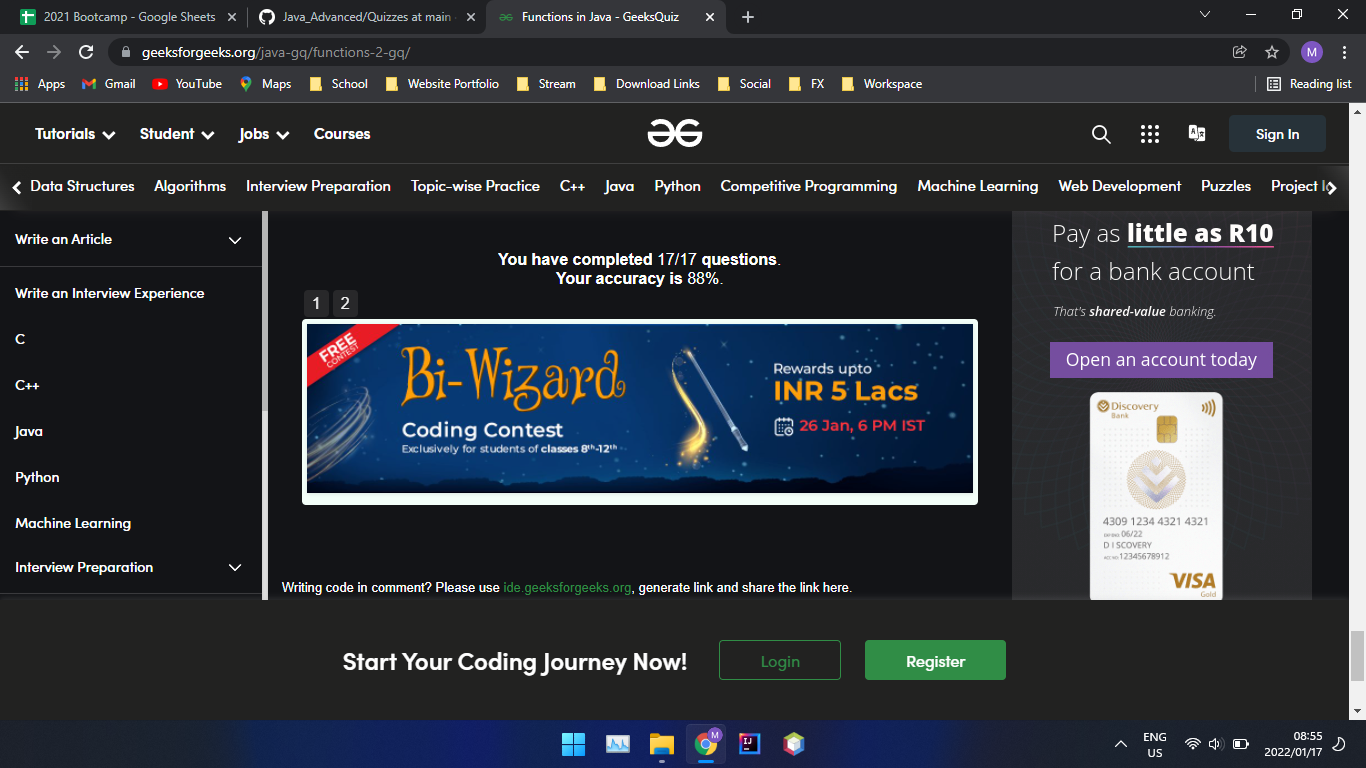 2021 Bootcamp - Google Sheets
Java_Advanced/Quizzes at main
Functions in Java - GeeksQuiz
geeksforgeeks.org/java-gq/functions-2-gq/
M
Apps
Gmail
YouTube
Maps
School
Website Portfolio
Stream
Download Links
Social
FX
Workspace
Reading list
Tutorials
Student
Jobs
Courses
Sign In
Data Structures
Algorithms
Interview Preparation
Topic-wise Practice
C++
Java
Python
Competitive Programming
Machine Learning
Web Development
Puzzles
Project
Write an Article
Write an Interview Experience
C
C++
Java
Python
Machine Learning
Interview Preparation
You have completed 17/17 questions.
Your accuracy is 88%.
1 2
FREE
CONTEST
Bi-Wizard
Coding Contest
Exclusively for students of classes 8th-12th
Rewards upto
INR 5 Lacs
26 Jan, 6 PM IST
Writing code in comment? Please use ide.geeksforgeeks.org, generate link and share the link here.
Pay as little as R10
for a bank account
That's shared-value banking.
Open an account today
Discovery
Bank
4309 1234 4321 4321
06/22
D I SCOVERY
12345678912
VISA
Gold
Start Your Coding Journey Now!
Login
Register
M
IJ
ENG
US
08:55
2022/01/17